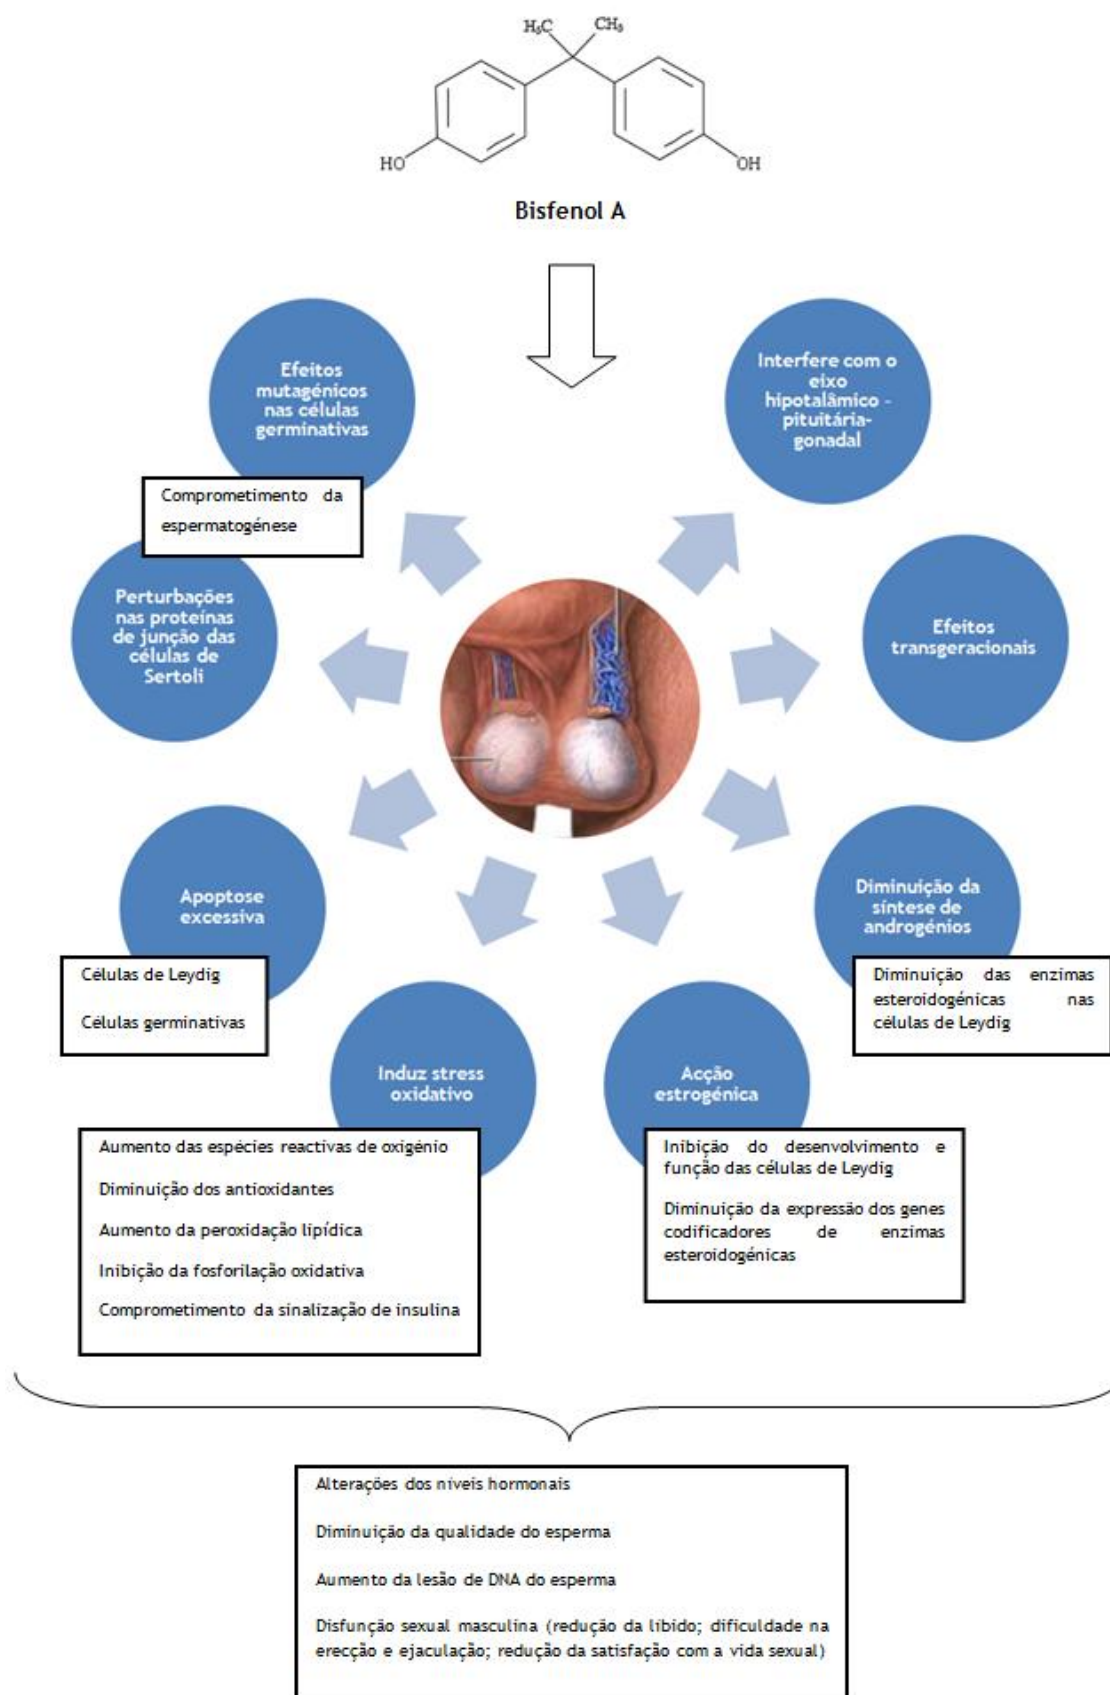 H₃C
CH₃
HO
OH
Bisfenol A
Efeitos
mutagénicos
nas células
germinativas
Comprometimento da
espermatogénese
Interfere com o
eixo
hipotalâmico –
pituitária-
gonadal
Perturbações
nas proteínas
de junção das
células de
Sertoli
Efeitos
transgeracionais
Apoptose
excessiva
Células de Leydig
Células germinativas
Diminuição da
síntese de
androgénios
Diminuição das enzimas
esteroidogénicas nas
células de Leydig
Induz stress
oxidativo
Aumento das espécies reactivas de oxigénio
Diminuição dos antioxidantes
Aumento da peroxidação lipídica
Inibição da fosforilação oxidativa
Comprometimento da sinalização de insulina
Acção
estrogénica
Inibição do desenvolvimento e
função das células de Leydig
Diminuição da expressão dos genes
codificadores de enzimas
esteroidogénicas
Alterações dos níveis hormonais
Diminuição da qualidade do esperma
Aumento da lesão de DNA do esperma
Disfunção sexual masculina (redução da libido; dificuldade na
erecção e ejaculação; redução da satisfação com a vida sexual)